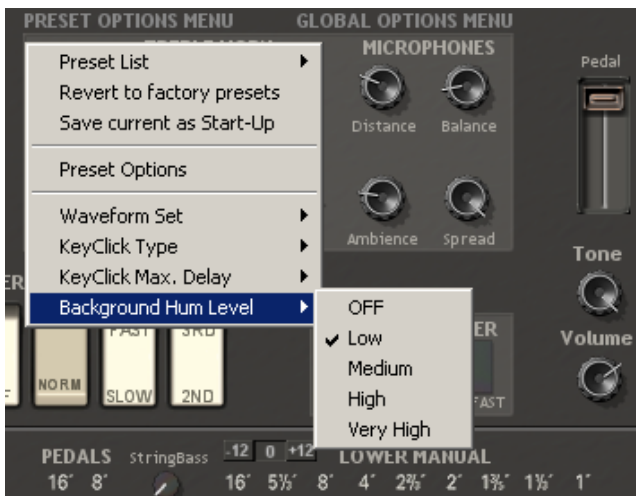 PRESET OPTIONS MENU
GLOBAL OPTIONS MENU
MICROPHONES
Distance
Balance
Ambience
Spread
Pedal
Tone
Volume
Preset List
Revert to factory presets
Save current as Start-Up
Preset Options
Waveform Set
KeyClick Type
KeyClick Max. Delay
Background Hum Level
OFF
Low
Medium
High
Very High
NORM
FAST
SLOW
3RD
2ND
ER
FAST
PEDALS
StringBass
-12 0 +12
LOWER MANUAL
16´ 8´
16´ 5⅓´ 8´ 4´ 2⅔´ 2´ 1⅗´ 1⅓´ 1´